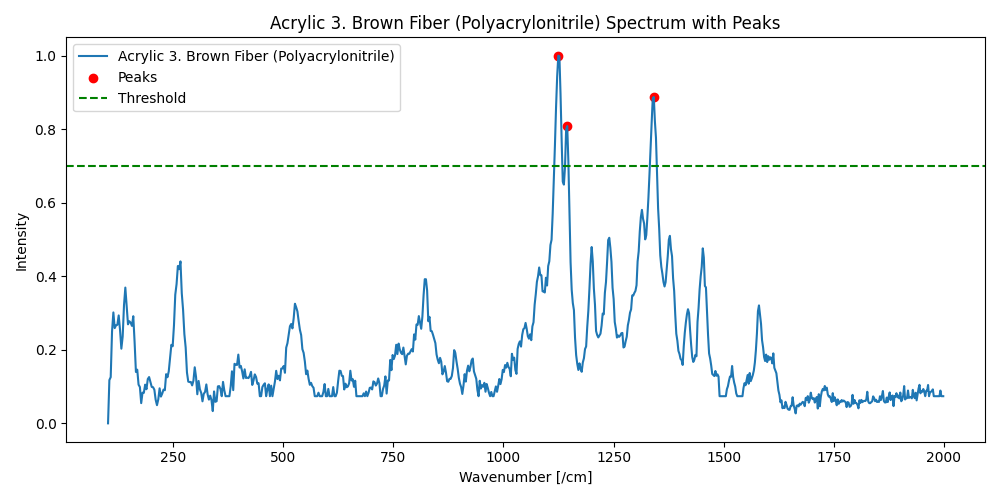 Acrylic 3. Brown Fiber (Polyacrylonitrile) Spectrum with Peaks
Acrylic 3. Brown Fiber (Polyacrylonitrile)
Peaks
Threshold
1.0
0.8
0.6
0.4
0.2
0.0
Intensity
250
500
750
1000
1250
1500
1750
2000
Wavenumber [/cm]